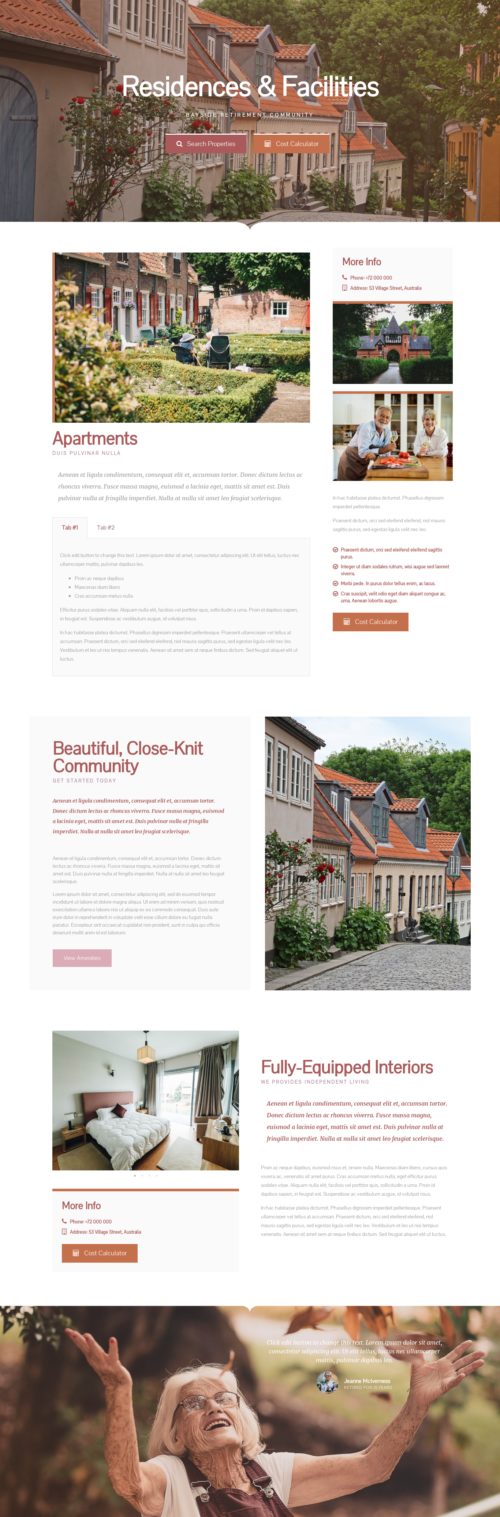 Residences & Facilities
BAYSIDE RETIREMENT COMMUNITY
Search Properties
Cost Calculator
More Info
Phone: +72 000 000
Address: 53 Village Street, Australia
Apartments
DUIS PULVINAR NULLA
Aenean et ligula condimentum, consequat elit et, accumsan tortor. Donec dictum lectus ac
rhoncus viverra. Fusce massa magna, euismod a lacinia eget, mattis sit amet est. Duis
pulvinar nulla at fringilla imperdiet. Nulla at nulla sit amet leo feugiat scelerisque.
Tab #1
Tab #2
Click edit button to change this text. Lorem ipsum dolor sit amet, consectetur adipiscing elit. Ut elit tellus, luctus nec
ullamcorper mattis, pulvinar dapibus leo.
Proin ac neque dapibus
Maecenas diam libero
Cras accumsan metus nulla
Efficitur purus sodales vitae. Aliquam nulla elit, facilisis vel porttitor quis, sollicitudin a urna. Proin id dapibus sapien,
in feugiat est. Suspendisse ac vestibulum augue, id volutpat risus.
In hac habitasse platea dictumst. Phasellus dignissim imperdiet pellentesque. Praesent ullamcorper vel tellus at
accumsan. Praesent dictum, orci sed eleifend eleifend, nisl mauris sagittis purus, sed egestas ligula velit nec leo.
Vestibulum et leo ut nisi tempus venenatis. Aenean sit amet sem at neque finibus dictum. Sed feugiat aliquet elit ut
luctus.
In hac habitasse platea dictumst. Phasellus dignissim
imperdiet pellentesque.
Praesent dictum, orci sed eleifend eleifend, nisl mauris
sagittis purus, sed egestas ligula velit nec leo.
Praesent dictum, orci sed eleifend eleifend sagittis
purus.
Integer ut diam sodales rutrum, wisi augue sed laoreet
viverra.
Morbi pede. In purus dolor tellus enim, ac lacus.
Cras suscipit, velit odio eget diam aliquet congue ac,
urna. Aenean lobortis augue.
Cost Calculator
Beautiful, Close-Knit
Community
GET STARTED TODAY
Aenean et ligula condimentum, consequat elit et, accumsan tortor.
Donec dictum lectus ac rhoncus viverra. Fusce massa magna, euismod
a lacinia eget, mattis sit amet est. Duis pulvinar nulla at fringilla
imperdiet. Nulla at nulla sit amet leo feugiat scelerisque.
Aenean et ligula condimentum, consequat elit et, accumsan tortor. Donec dictum
lectus ac rhoncus viverra. Fusce massa magna, euismod a lacinia eget, mattis sit
amet est. Duis pulvinar nulla at fringilla imperdiet. Nulla at nulla sit amet leo feugiat
scelerisque.
Lorem ipsum dolor sit amet, consectetur adipiscing elit, sed do eiusmod tempor
incididunt ut labore et dolore magna aliqua. Ut enim ad minim veniam, quis nostrud
exercitation ullamco laboris nisi ut aliquip ex ea commodo consequat. Duis aute
irure dolor in reprehenderit in voluptate velit esse cillum dolore eu fugiat nulla
pariatur. Excepteur sint occaecat cupidatat non proident, sunt in culpa qui officia
deserunt mollit anim id est laborum.
View Amenities
Fully-Equipped Interiors
WE PROVIDES INDEPENDENT LIVING
Aenean et ligula condimentum, consequat elit et, accumsan tortor.
Donec dictum lectus ac rhoncus viverra. Fusce massa magna,
euismod a lacinia eget, mattis sit amet est. Duis pulvinar nulla at
fringilla imperdiet. Nulla at nulla sit amet leo feugiat scelerisque.
Proin ac neque dapibus, euismod risus et, ornare nulla. Maecenas diam libero, cursus quis
viverra ac, venenatis eget purus. Cras accumsan metus nulla, eget efficitur purus
sodales vitae. Aliquam nulla elit, facilisis vel porttitor quis, sollicitudin a urna. Proin id
dapibus sapien, in feugiat est. Suspendisse ac vestibulum augue, id volutpat risus.
In hac habitasse platea dictumst. Phasellus dignissim imperdiet pellentesque. Praesent
ullamcorper vel tellus at accumsan. Praesent dictum, orci sed eleifend eleifend, nisl
mauris sagittis purus, sed egestas ligula velit nec leo. Vestibulum et leo ut nisi tempus
venenatis. Aenean sit amet sem at neque finibus dictum. Sed feugiat aliquet elit ut luctus.
More Info
Phone: +72 000 000
Address: 53 Village Street, Australia
Cost Calculator
Click edit button to change this text. Lorem ipsum dolor sit amet,
consectetur adipiscing elit. Ut elit tellus, luctus nec ullamcorper
mattis, pulvinar dapibus leo.
Jeanne McIverness